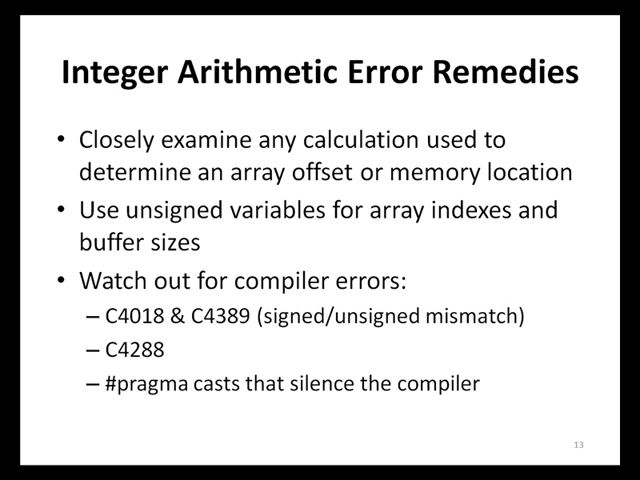 Integer Arithmetic Error Remedies
• Closely examine any calculation used to
determine an array offset or memory location
• Use unsigned variables for array indexes and
buffer sizes
• Watch out for compiler errors:
– C4018 & C4389 (signed/unsigned mismatch)
– C4288
– #pragma casts that silence the compiler
13